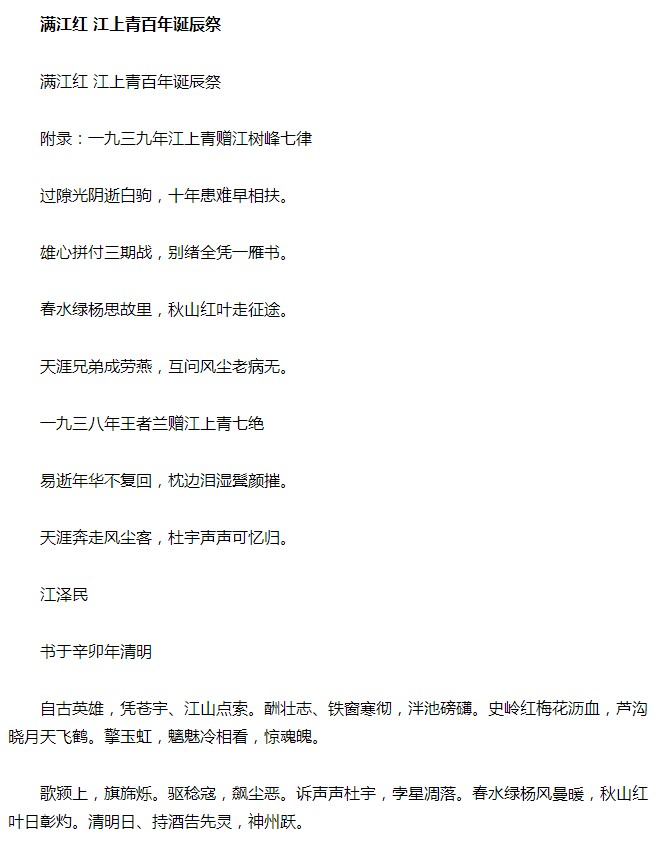 满江红 江上青百年诞辰祭
满江红 江上青百年诞辰祭
附录：一九三九年江上青赠江树峰七律
过隙光阴逝白驹，十年患难早相扶。
雄心拼付三期战，别绪全凭一雁书。
春水绿杨思故里，秋山红叶走征途。
天涯兄弟成劳燕，互问风尘老病无。
一九三八年王者兰赠江上青七绝
易逝年华不复回，枕边泪湿鬓颜摧。
天涯奔走风尘客，杜宇声声可忆归。
江泽民
书于辛卯年清明
自古英雄，凭苍宇、江山点索。酬壮志、铁窗寒彻，泮池磅礴。史岭红梅花沥血，芦沟
晓月天飞鹤。擎玉虹，魑魅冷相看，惊魂魄。
歌颍上，旗旆烁。驱稔寇，飙尘恶。诉声声杜宇，孛星凋落。春水绿杨风曼暖，秋山红
叶日彰灼。清明日、持酒告先灵，神州跃。